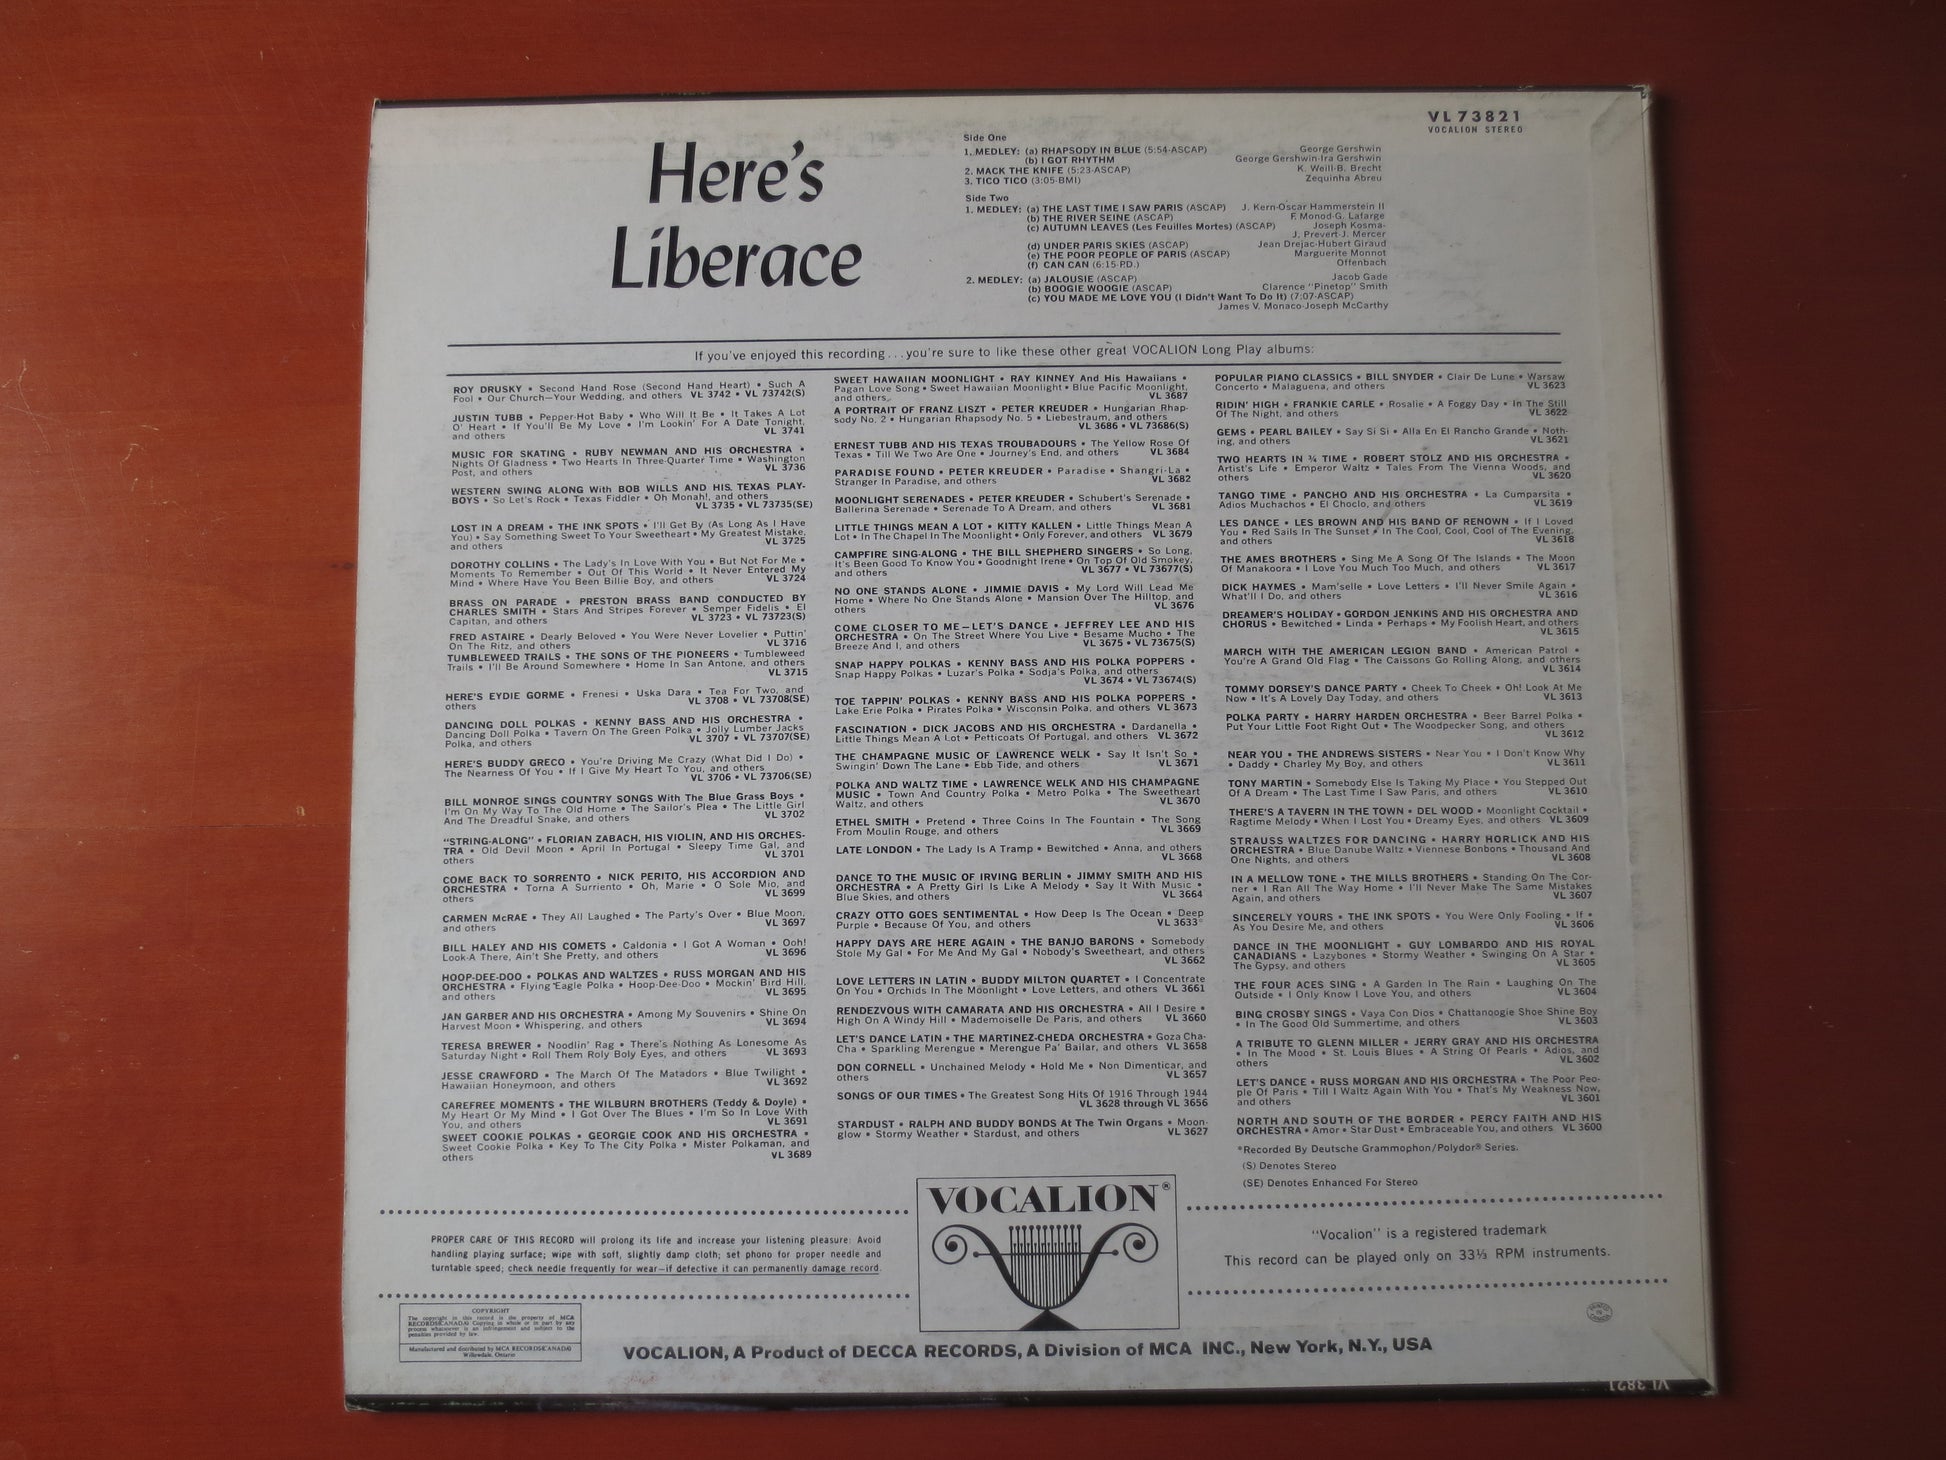 VL 73821
VOCALION STEREO
Here's
Liberace
Side One
1. MEDLEY: (a) RHAPSODY IN BLUE (5:54-ASCAP) George Gershwin
(b) I GOT RHYTHM George Gershwin-Ira Gershwin
2. MACK THE KNIFE (5:23-ASCAP) K. Weill-B. Brecht
3. TICO TICO (3:05-BMI) Zequinha Abreu
Side Two
1. MEDLEY: (a) THE LAST TIME I SAW PARIS (ASCAP) J. Kern-Oscar Hammerstein II
(b) THE RIVER SEINE (ASCAP) F. Monod-G. Lafarge
(c) AUTUMN LEAVES (Les Feuilles Mortes) (ASCAP) Joseph Kosma-
J. Prevert-J. Mercer
(d) UNDER PARIS SKIES (ASCAP) Jean Drejac-Hubert Giraud
(e) THE POOR PEOPLE OF PARIS (ASCAP) Marguerite Monnot
(f) CAN CAN (6:15-P.D.) Offenbach
2. MEDLEY: (a) JALOUSIE (ASCAP) Jacob Gade
(b) BOOGIE WOOGIE (ASCAP) Clarence "Pinetop" Smith
(c) YOU MADE ME LOVE YOU (I Didn't Want To Do It) (7:07-ASCAP)
James V. Monaco-Joseph McCarthy
If you've enjoyed this recording...you're sure to like these other great VOCALION Long Play albums:
ROY DRUSKY • Second Hand Rose (Second Hand Heart) • Such A
Fool • Our Church—Your Wedding, and others VL 3742 • VL 73742(S)
JUSTIN TUBB • Pepper-Hot Baby • Who Will It Be • It Takes A Lot
O' Heart • If You'll Be My Love • I'm Lookin' For A Date Tonight,
and others VL 3741
MUSIC FOR SKATING • RUBY NEWMAN AND HIS ORCHESTRA •
Nights Of Gladness • Two Hearts In Three-Quarter Time • Washington
Post, and others VL 3736
WESTERN SWING ALONG With BOB WILLS AND HIS TEXAS PLAY-
BOYS • So Let's Rock • Texas Fiddler • Oh Monah!, and others
VL 3735 • VL 73735(SE)
LOST IN A DREAM • THE INK SPOTS • I'll Get By (As Long As I Have
You) • Say Something Sweet To Your Sweetheart • My Greatest Mistake,
and others VL 3725
DOROTHY COLLINS • The Lady's In Love With You • But Not For Me •
Moments To Remember • Out Of This World • It Never Entered My
Mind • Where Have You Been Billie Boy, and others VL 3724
BRASS ON PARADE • PRESTON BRASS BAND CONDUCTED BY
CHARLES SMITH • Stars And Stripes Forever • Semper Fidelis • El
Capitan, and others VL 3723 • VL 73723(S)
FRED ASTAIRE • Dearly Beloved • You Were Never Lovelier • Puttin'
On The Ritz, and others VL 3716
TUMBLEWEED TRAILS • THE SONS OF THE PIONEERS • Tumbleweed
Trails • I'll Be Around Somewhere • Home In San Antone, and others
VL 3715
HERE'S EYDIE GORME • Frenesi • Uska Dara • Tea For Two, and
others VL 3708 • VL 73708(SE)
DANCING DOLL POLKAS • KENNY BASS AND HIS ORCHESTRA •
Dancing Doll Polka • Tavern On The Green Polka • Jolly Lumber Jacks
Polka, and others VL 3707 • VL 73707(SE)
HERE'S BUDDY GRECO • You're Driving Me Crazy (What Did I Do) •
The Nearness Of You • If I Give My Heart To You, and others
VL 3706 • VL 73706(SE)
BILL MONROE SINGS COUNTRY SONGS With The Blue Grass Boys •
I'm On My Way To The Old Home • The Sailor's Plea • The Little Girl
And The Dreadful Snake, and others VL 3702
"STRING-ALONG" • FLORIAN ZABACH, HIS VIOLIN, AND HIS ORCHES-
TRA • Old Devil Moon • April In Portugal • Sleepy Time Gal, and
others VL 3701
COME BACK TO SORRENTO • NICK PERITO, HIS ACCORDION AND
ORCHESTRA • Torna A Surriento • Oh, Marie • O Sole Mio, and
others VL 3699
CARMEN McRAE • They All Laughed • The Party's Over • Blue Moon,
and others VL 3697
BILL HALEY AND HIS COMETS • Caldonia • I Got A Woman • Ooh!
Look-A There, Ain't She Pretty, and others VL 3696
HOOP-DEE-DOO • POLKAS AND WALTZES • RUSS MORGAN AND HIS
ORCHESTRA • Flying Eagle Polka • Hoop-Dee-Doo • Mockin' Bird Hill,
and others VL 3695
JAN GARBER AND HIS ORCHESTRA • Among My Souvenirs • Shine On
Harvest Moon • Whispering, and others VL 3694
TERESA BREWER • Noodlin' Rag • There's Nothing As Lonesome As
Saturday Night • Roll Them Roly Boly Eyes, and others VL 3693
JESSE CRAWFORD • The March Of The Matadors • Blue Twilight •
Hawaiian Honeymoon, and others VL 3692
CAREFREE MOMENTS • THE WILBURN BROTHERS (Teddy & Doyle) •
My Heart Or My Mind • I Got Over The Blues • I'm So In Love With
You, and others VL 3691
SWEET COOKIE POLKAS • GEORGIE COOK AND HIS ORCHESTRA •
Sweet Cookie Polka • Key To The City Polka • Mister Polkaman, and
others VL 3689
SWEET HAWAIIAN MOONLIGHT • RAY KINNEY And His Hawaiians •
Pagan Love Song • Sweet Hawaiian Moonlight • Blue Pacific Moonlight,
and others VL 3687
A PORTRAIT OF FRANZ LISZT • PETER KREUDER • Hungarian Rhap-
sody No. 2 • Hungarian Rhapsody No. 5 • Liebestraum, and others
VL 3686 • VL 73686(S)
ERNEST TUBB AND HIS TEXAS TROUBADOURS • The Yellow Rose Of
Texas • Till We Two Are One • Journey's End, and others VL 3684
PARADISE FOUND • PETER KREUDER • Paradise • Shangri-La •
Stranger In Paradise, and others VL 3682
MOONLIGHT SERENADES • PETER KREUDER • Schubert's Serenade •
Ballerina Serenade • Serenade To A Dream, and others VL 3681
LITTLE THINGS MEAN A LOT • KITTY KALLEN • Little Things Mean A
Lot • In The Chapel In The Moonlight • Only Forever, and others VL 3679
CAMPFIRE SING-ALONG • THE BILL SHEPHERD SINGERS • So Long,
It's Been Good To Know You • Goodnight Irene • On Top Of Old Smokey,
and others VL 3677 • VL 73677(S)
NO ONE STANDS ALONE • JIMMIE DAVIS • My Lord Will Lead Me
Home • Where No One Stands Alone • Mansion Over The Hilltop, and
others VL 3676
COME CLOSER TO ME—LET'S DANCE • JEFFREY LEE AND HIS
ORCHESTRA • On The Street Where You Live • Besame Mucho • The
Breeze And I, and others VL 3675 • VL 73675(S)
SNAP HAPPY POLKAS • KENNY BASS AND HIS POLKA POPPERS •
Snap Happy Polkas • Luzar's Polka • Sodja's Polka, and others
VL 3674 • VL 73674(S)
TOE TAPPIN' POLKAS • KENNY BASS AND HIS POLKA POPPERS •
Lake Erie Polka • Pirates Polka • Wisconsin Polka, and others VL 3673
FASCINATION • DICK JACOBS AND HIS ORCHESTRA • Dardanella •
Little Things Mean A Lot • Petticoats Of Portugal, and others VL 3672
THE CHAMPAGNE MUSIC OF LAWRENCE WELK • Say It Isn't So •
Swingin' Down The Lane • Ebb Tide, and others VL 3671
POLKA AND WALTZ TIME • LAWRENCE WELK AND HIS CHAMPAGNE
MUSIC • Town And Country Polka • Metro Polka • The Sweetheart
Waltz, and others VL 3670
ETHEL SMITH • Pretend • Three Coins In The Fountain • The Song
From Moulin Rouge, and others VL 3669
LATE LONDON • The Lady Is A Tramp • Bewitched • Anna, and others
VL 3668
DANCE TO THE MUSIC OF IRVING BERLIN • JIMMY SMITH AND HIS
ORCHESTRA • A Pretty Girl Is Like A Melody • Say It With Music •
Blue Skies, and others VL 3664
CRAZY OTTO GOES SENTIMENTAL • How Deep Is The Ocean • Deep
Purple • Because Of You, and others VL 3633*
HAPPY DAYS ARE HERE AGAIN • THE BANJO BARONS • Somebody
Stole My Gal • For Me And My Gal • Nobody's Sweetheart, and others
VL 3662
LOVE LETTERS IN LATIN • BUDDY MILTON QUARTET • I Concentrate
On You • Orchids In The Moonlight • Love Letters, and others VL 3661
RENDEZVOUS WITH CAMARATA AND HIS ORCHESTRA • All I Desire •
High On A Windy Hill • Mademoiselle De Paris, and others VL 3660
LET'S DANCE LATIN • THE MARTINEZ-CHEDA ORCHESTRA • Goza Cha-
Cha • Sparkling Merengue • Merengue Pa' Bailar, and others VL 3658
DON CORNELL • Unchained Melody • Hold Me • Non Dimenticar, and
others VL 3657
SONGS OF OUR TIMES • The Greatest Song Hits Of 1916 Through 1944
VL 3628 through VL 3656
STARDUST • RALPH AND BUDDY BONDS At The Twin Organs • Moon-
glow • Stormy Weather • Stardust, and others VL 3627
POPULAR PIANO CLASSICS • BILL SNYDER • Clair De Lune • Warsaw
Concerto • Malaguena, and others VL 3623
RIDIN' HIGH • FRANKIE CARLE • Rosalie • A Foggy Day • In The Still
Of The Night, and others VL 3622
GEMS • PEARL BAILEY • Say Si Si • Alla En El Rancho Grande • Noth-
ing, and others VL 3621
TWO HEARTS IN ¾ TIME • ROBERT STOLZ AND HIS ORCHESTRA •
Artist's Life • Emperor Waltz • Tales From The Vienna Woods, and
others VL 3620
TANGO TIME • PANCHO AND HIS ORCHESTRA • La Cumparsita •
Adios Muchachos • El Choclo, and others VL 3619
LES DANCE • LES BROWN AND HIS BAND OF RENOWN • If I Loved
You • Red Sails In The Sunset • In The Cool, Cool, Cool of The Evening,
and others VL 3618
THE AMES BROTHERS • Sing Me A Song Of The Islands • The Moon
Of Manakoora • I Love You Much Too Much, and others VL 3617
DICK HAYMES • Mam'selle • Love Letters • I'll Never Smile Again •
What'll I Do, and others VL 3616
DREAMER'S HOLIDAY • GORDON JENKINS AND HIS ORCHESTRA AND
CHORUS • Bewitched • Linda • Perhaps • My Foolish Heart, and others
VL 3615
MARCH WITH THE AMERICAN LEGION BAND • American Patrol •
You're A Grand Old Flag • The Caissons Go Rolling Along, and others
VL 3614
TOMMY DORSEY'S DANCE PARTY • Cheek To Cheek • Oh! Look At Me
Now • It's A Lovely Day Today, and others VL 3613
POLKA PARTY • HARRY HARDEN ORCHESTRA • Beer Barrel Polka •
Put Your Little Foot Right Out • The Woodpecker Song, and others
VL 3612
NEAR YOU • THE ANDREWS SISTERS • Near You • I Don't Know Why
• Daddy • Charley My Boy, and others VL 3611
TONY MARTIN • Somebody Else Is Taking My Place • You Stepped Out
Of A Dream • The Last Time I Saw Paris, and others VL 3610
THERE'S A TAVERN IN THE TOWN • DEL WOOD • Moonlight Cocktail •
Ragtime Melody • When I Lost You • Dreamy Eyes, and others VL 3609
STRAUSS WALTZES FOR DANCING • HARRY HORLICK AND HIS
ORCHESTRA • Blue Danube Waltz • Viennese Bonbons • Thousand And
One Nights, and others VL 3608
IN A MELLOW TONE • THE MILLS BROTHERS • Standing On The Cor-
ner • I Ran All The Way Home • I'll Never Make The Same Mistakes
Again, and others VL 3607
SINCERELY YOURS • THE INK SPOTS • You Were Only Fooling • If •
As You Desire Me, and others VL 3606
DANCE IN THE MOONLIGHT • GUY LOMBARDO AND HIS ROYAL
CANADIANS • Lazybones • Stormy Weather • Swinging On A Star •
The Gypsy, and others VL 3605
THE FOUR ACES SING • A Garden In The Rain • Laughing On The
Outside • I Only Know I Love You, and others VL 3604
BING CROSBY SINGS • Vaya Con Dios • Chattanoogie Shoe Shine Boy
• In The Good Old Summertime, and others VL 3603
A TRIBUTE TO GLENN MILLER • JERRY GRAY AND HIS ORCHESTRA
• In The Mood • St. Louis Blues • A String Of Pearls • Adios, and
others VL 3602
LET'S DANCE • RUSS MORGAN AND HIS ORCHESTRA • The Poor Peo-
ple Of Paris • Till I Waltz Again With You • That's My Weakness Now,
and others VL 3601
NORTH AND SOUTH OF THE BORDER • PERCY FAITH AND HIS
ORCHESTRA • Amor • Star Dust • Embraceable You, and others VL 3600
*Recorded By Deutsche Grammophon/Polydor® Series.
(S) Denotes Stereo
(SE) Denotes Enhanced For Stereo
PROPER CARE OF THIS RECORD will prolong its life and increase your listening pleasure: Avoid
handling playing surface; wipe with soft, slightly damp cloth; set phono for proper needle and
turntable speed; check needle frequently for wear—if defective it can permanently damage record.
VOCALION®
"Vocalion" is a registered trademark
This record can be played only on 33⅓ RPM instruments.
COPYRIGHT
The copyright in this record is the property of MCA
RECORDS(CANADA) Copying in whole or in part by any
process whatsoever is an infringement and subject to the
penalties provided by law.
Manufactured and distributed by MCA RECORDS(CANADA)
Willowdale, Ontario
PRINTED IN CANADA
VOCALION, A Product of DECCA RECORDS, A Division of MCA INC., New York, N.Y., USA
VL 3821